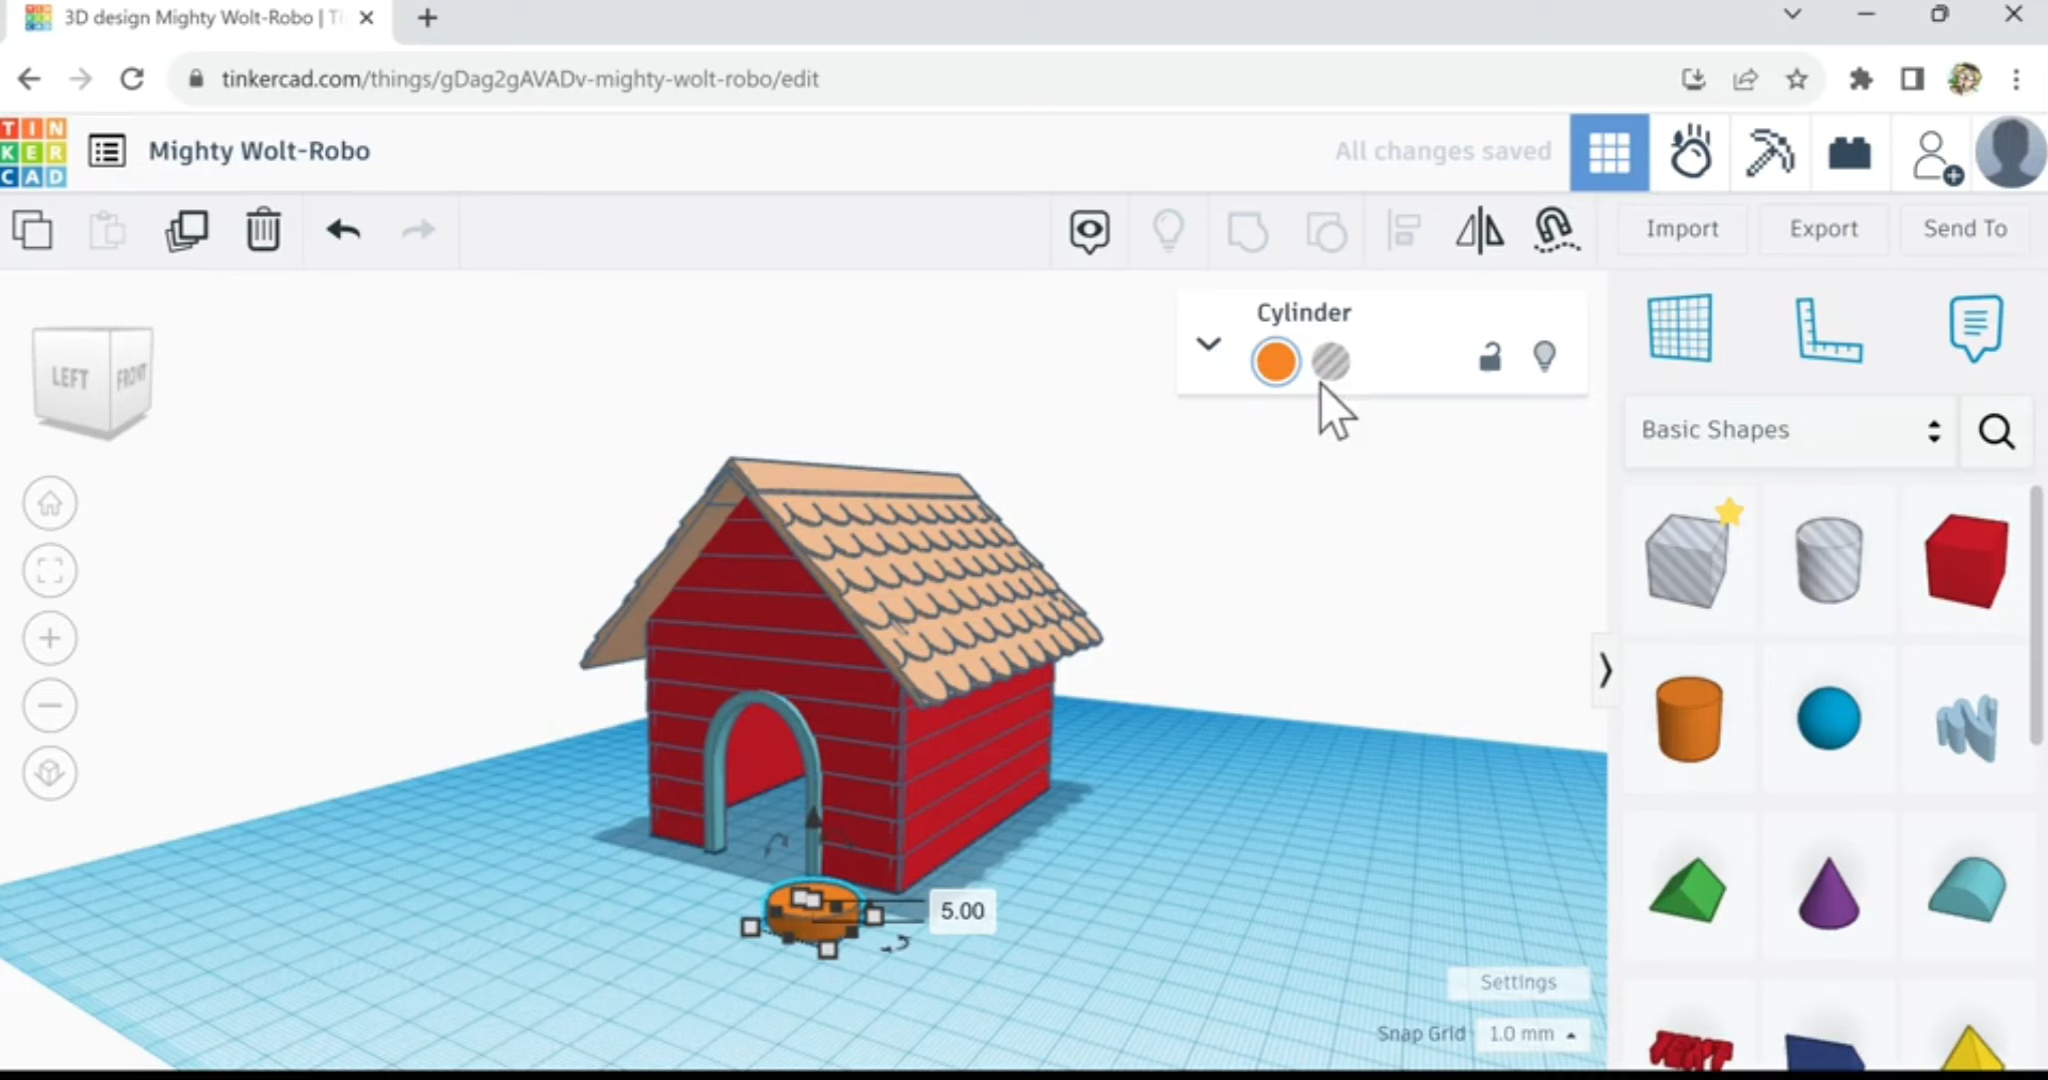 3D design Mighty Wolt-Robo | Ti
tinkercad.com/things/gDag2gAVADv-mighty-wolt-robo/edit
TIN
KER
CAD
Mighty Wolt-Robo
All changes saved
Import
Export
Send To
Cylinder
LEFT
FRONT
Basic Shapes
5.00
Settings
Snap Grid
1.0 mm
TEXT